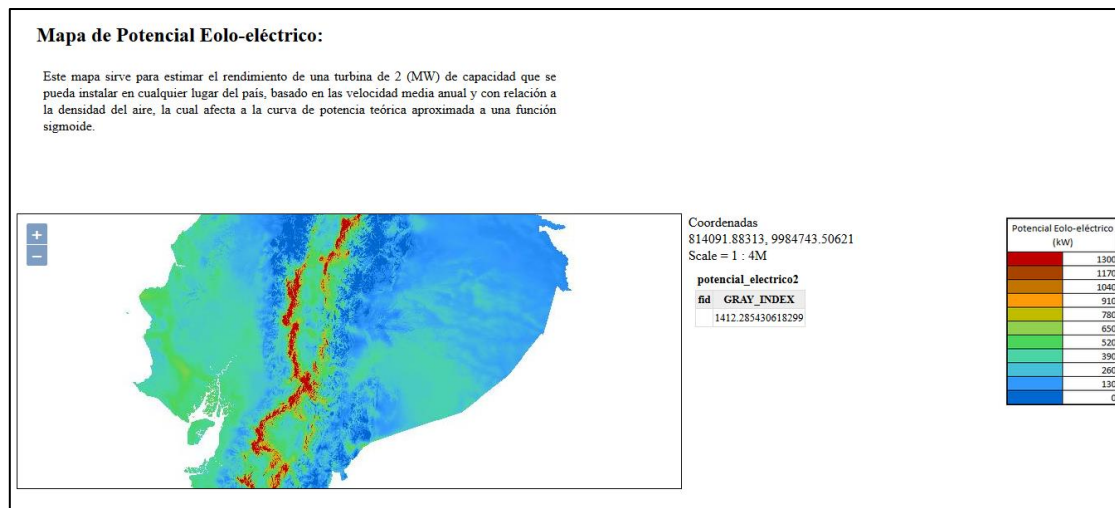 Mapa de Potencial Eolo-eléctrico:
Este mapa sirve para estimar el rendimiento de una turbina de 2 (MW) de capacidad que se
pueda instalar en cualquier lugar del país, basado en las velocidad media anual y con relación a
la densidad del aire, la cual afecta a la curva de potencia teórica aproximada a una función
sigmoide.
+
−
Coordenadas
814091.88313, 9984743.50621
Scale = 1 : 4M
potencial_electrico2
fid GRAY_INDEX
1412.285430618299
Potencial Eolo-eléctrico
(kW)
1300
1170
1040
910
780
650
520
390
260
130
0